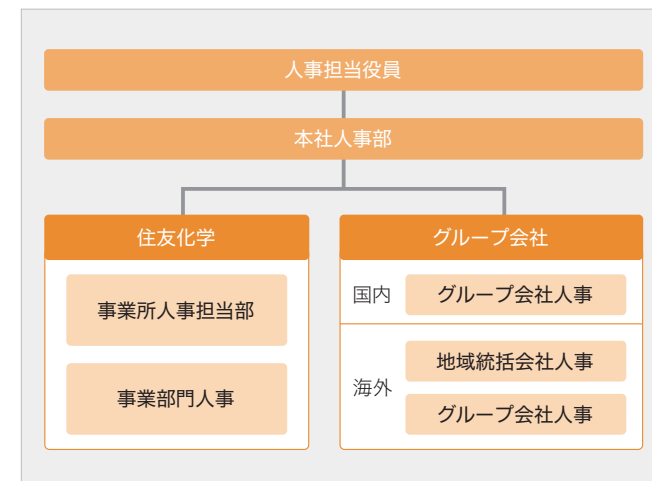 人事担当役員
本社人事部
住友化学
事業所人事担当部
事業部門人事
グループ会社
国内
グループ会社人事
海外
地域統括会社人事
グループ会社人事